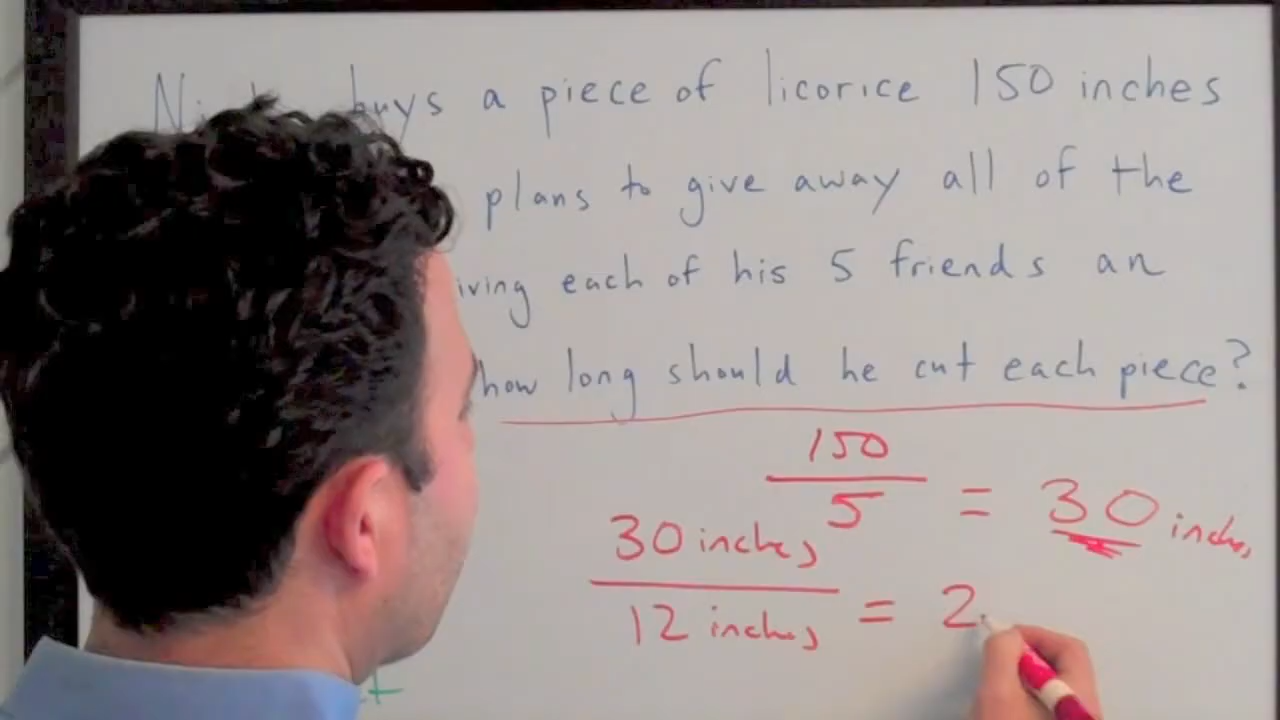 buys a piece of licorice 150 inches
plans to give away all of the
iving each of his 5 friends an
how long should he cut each piece?
150
5 = 30 inches
30 inches
12 inches = 2.